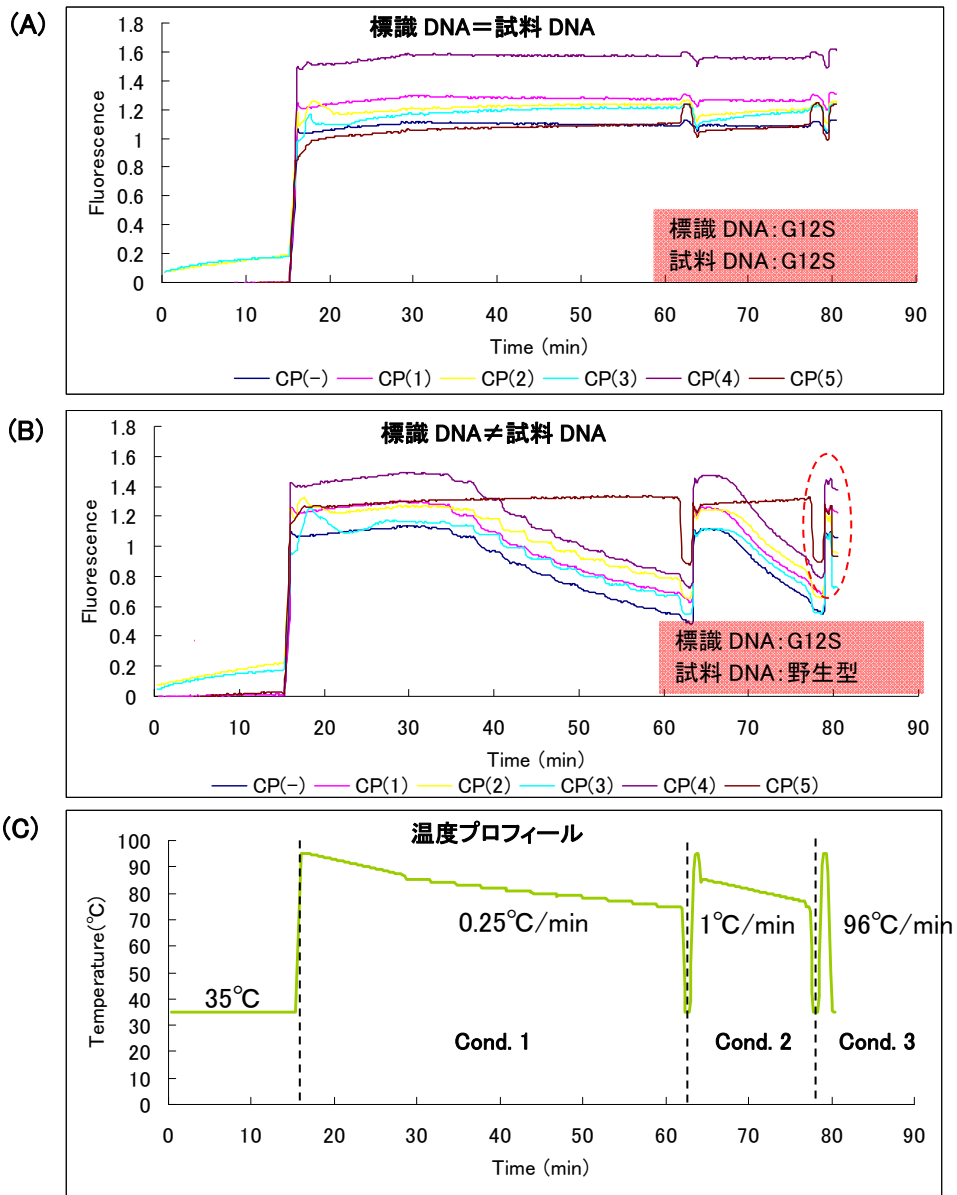 (A)
標識 DNA＝試料 DNA
1.8
1.6
1.4
1.2
1
0.8
0.6
0.4
0.2
0
Fluorescence
標識 DNA：G12S
試料 DNA：G12S
0 10 20 30 40 50 60 70 80 90
Time (min)
CP(-) CP(1) CP(2) CP(3) CP(4) CP(5)
(B)
標識 DNA≠試料 DNA
1.8
1.6
1.4
1.2
1
0.8
0.6
0.4
0.2
0
Fluorescence
標識 DNA：G12S
試料 DNA：野生型
0 10 20 30 40 50 60 70 80 90
Time (min)
CP(-) CP(1) CP(2) CP(3) CP(4) CP(5)
(C)
温度プロフィール
100
90
80
70
60
50
40
30
20
10
0
Temperature(℃)
35℃
0.25℃/min
1℃/min
96℃/min
Cond. 1
Cond. 2
Cond. 3
0 10 20 30 40 50 60 70 80 90
Time (min)